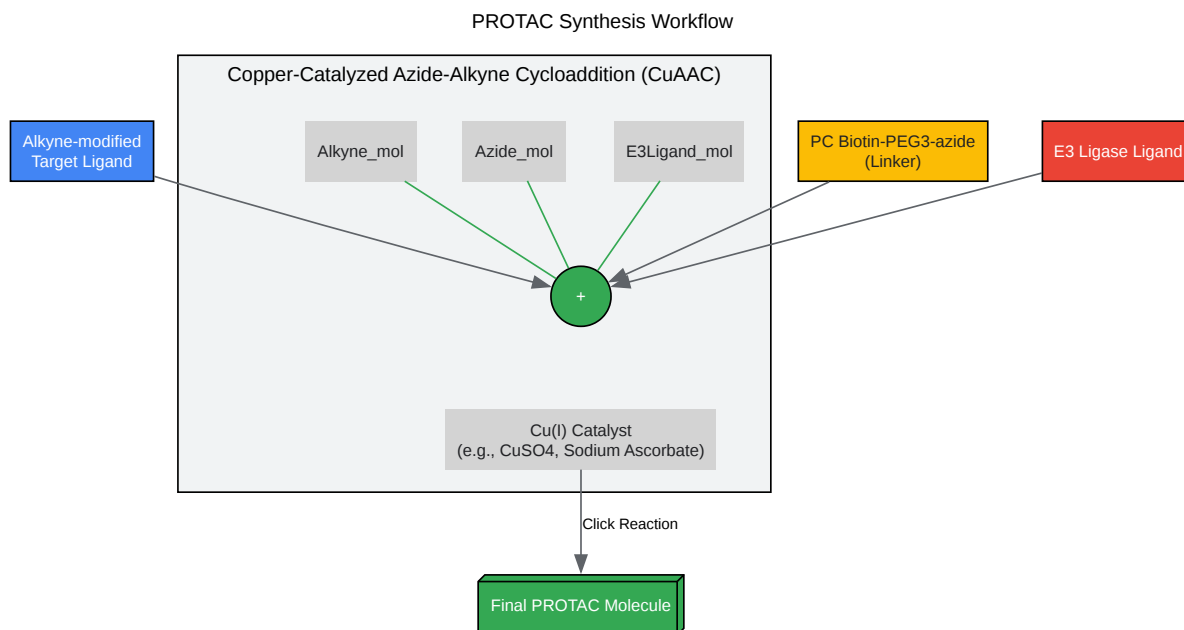 PROTAC Synthesis Workflow
Copper-Catalyzed Azide-Alkyne Cycloaddition (CuAAC)
Alkyne-modified
Target Ligand
Alkyne_mol
Azide_mol
E3Ligand_mol
PC Biotin-PEG3-azide
(Linker)
E3 Ligase Ligand
+
Cu(I) Catalyst
(e.g., CuSO4, Sodium Ascorbate)
Click Reaction
Final PROTAC Molecule